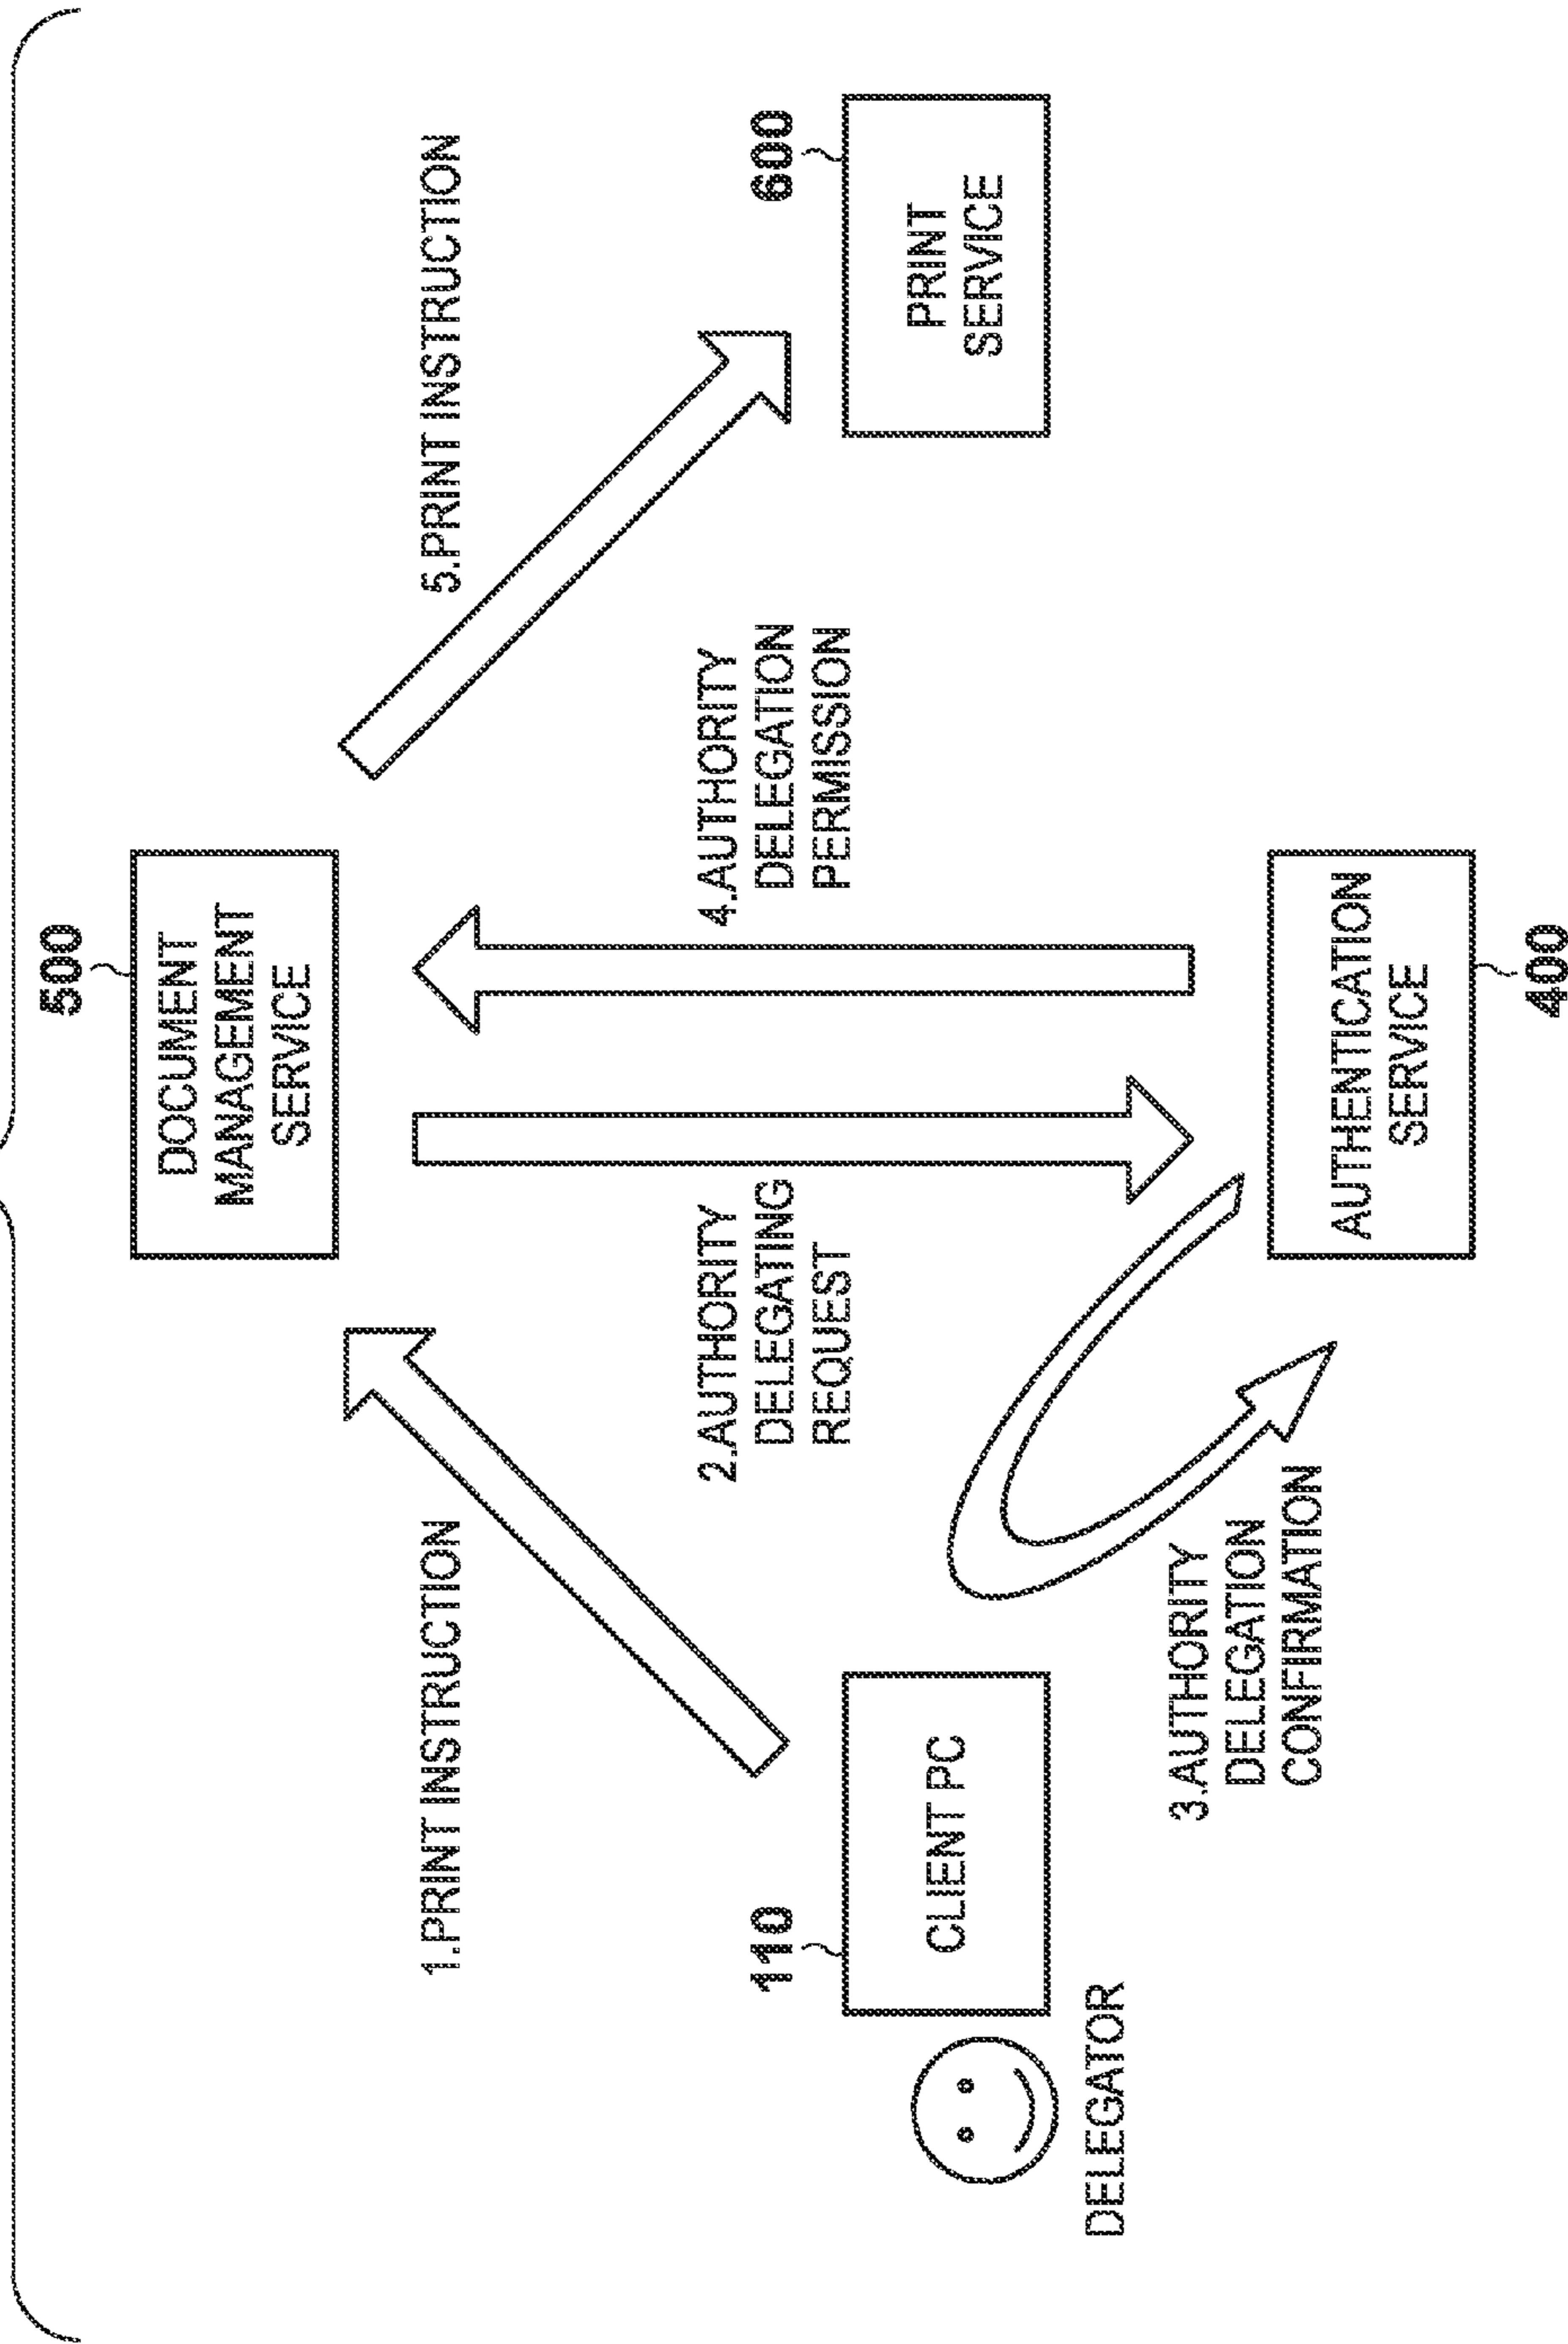 500
DOCUMENT
MANAGEMENT
SERVICE
1.PRINT INSTRUCTION
5.PRINT INSTRUCTION
2.AUTHORITY
DELEGATING
REQUEST
4.AUTHORITY
DELEGATION
PERMISSION
110
CLIENT PC
DELEGATOR
600
PRINT
SERVICE
3.AUTHORITY
DELEGATION
CONFIRMATION
AUTHENTICATION
SERVICE
400